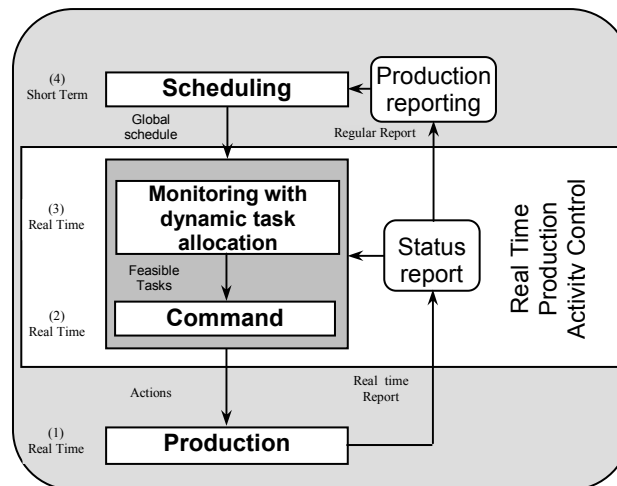 (4)
Short Term
Scheduling
Production
reporting
Global
schedule
Regular Report
(3)
Real Time
Monitoring with
dynamic task
allocation
Status
report
Real Time
Production
Activity Control
Feasible
Tasks
(2)
Real Time
Command
Actions
Real time
Report
(1)
Real Time
Production